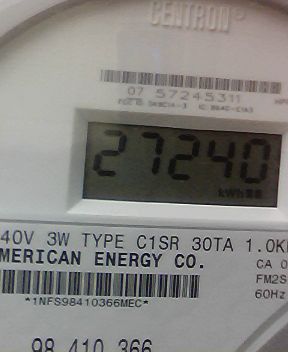 CENTRON®
07 57245311
27240
kWh
40V 3W TYPE C1SR 30TA 1.0K
MERICAN ENERGY CO.
CA 0
FM2S
60Hz
*1NFS98410366MEC*
98 410 366